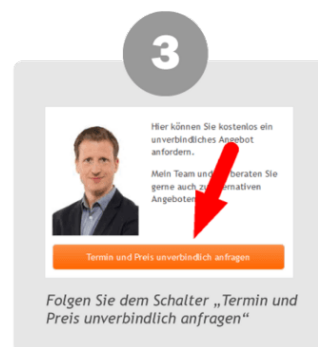 3
Hier können Sie kostenlos ein
unverbindliches Angebot
anfordern.
Mein Team und beraten Sie
gerne auch zu
Angeboten
Termin und Preis unverbindlich anfragen
Folgen Sie dem Schalter „Termin und
Preis unverbindlich anfragen“